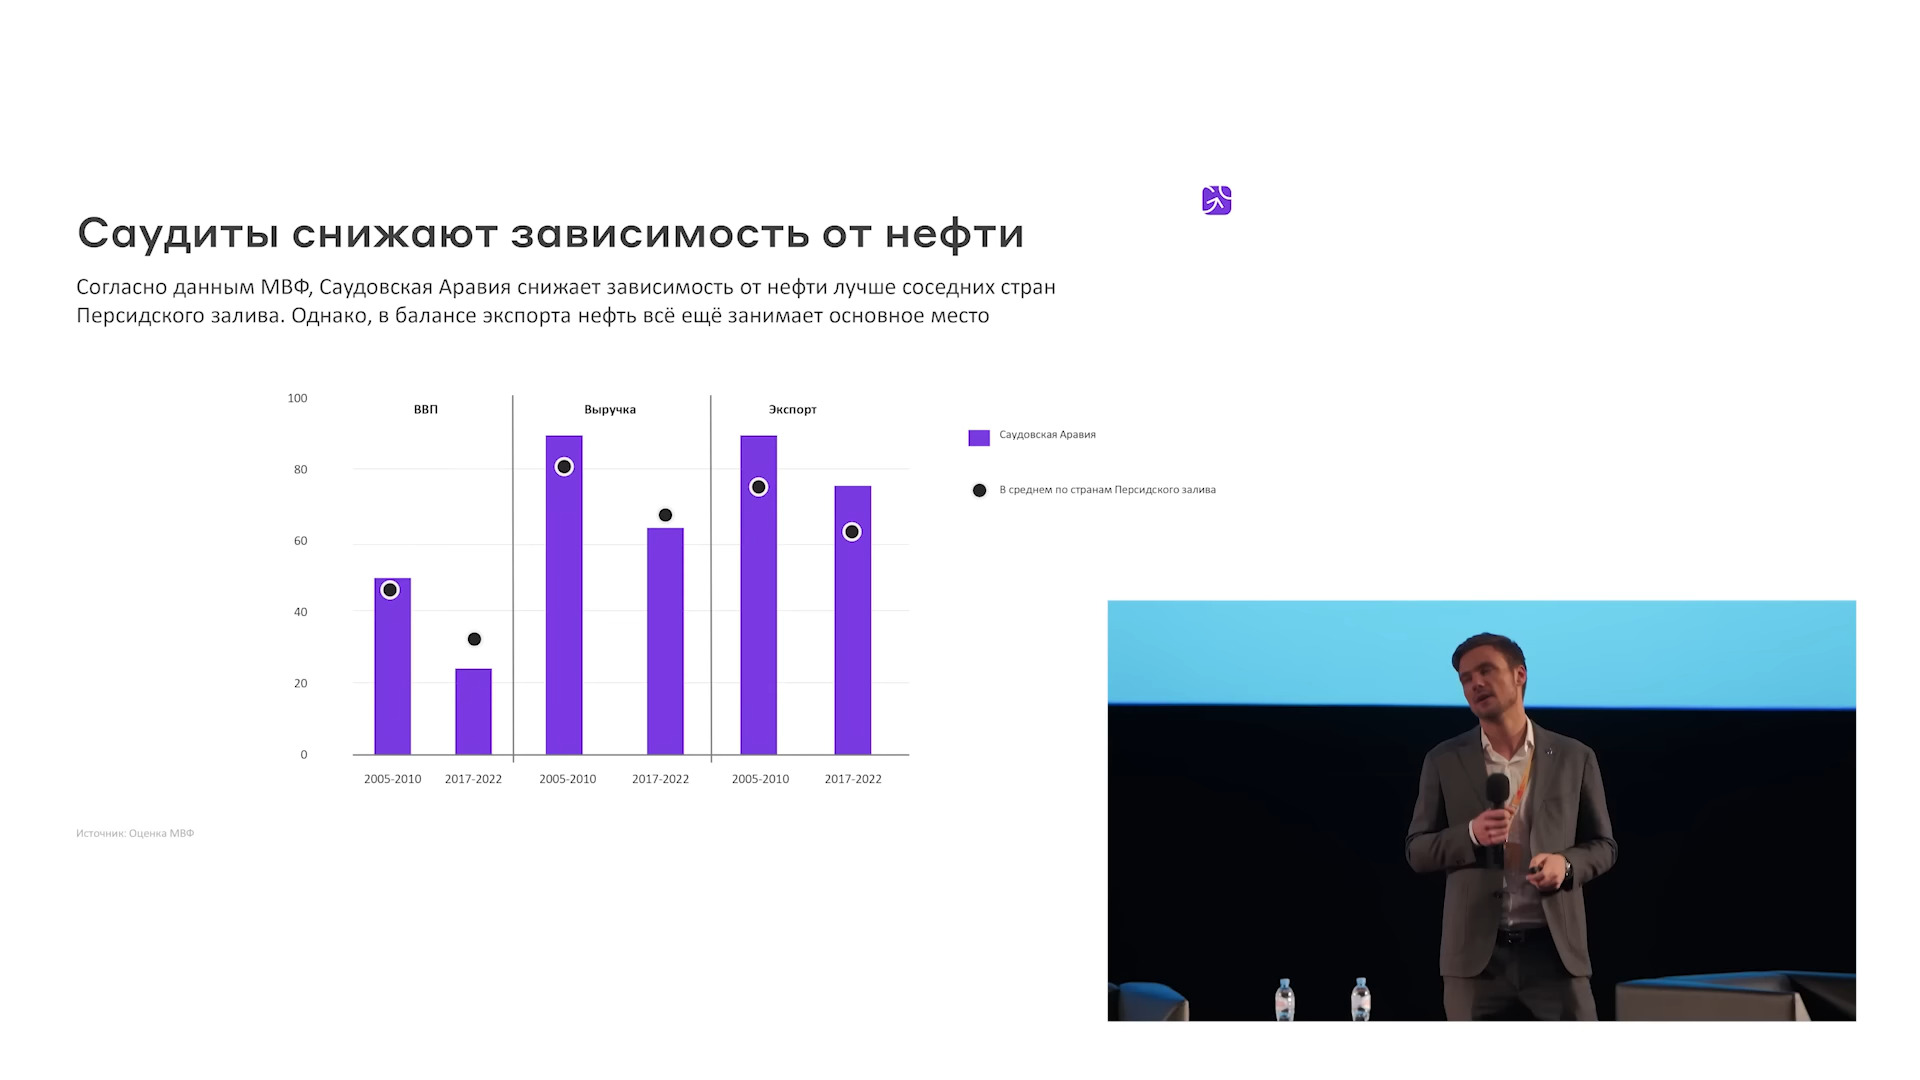 Саудиты снижают зависимость от нефти
Согласно данным МВФ, Саудовская Аравия снижает зависимость от нефти лучше соседних стран
Персидского залива. Однако, в балансе экспорта нефть всё ещё занимает основное место
100
80
60
40
20
0
ВВП
Выручка
Экспорт
2005-2010
2017-2022
2005-2010
2017-2022
2005-2010
2017-2022
Саудовская Аравия
В среднем по странам Персидского залива
Источник: Оценка МВФ